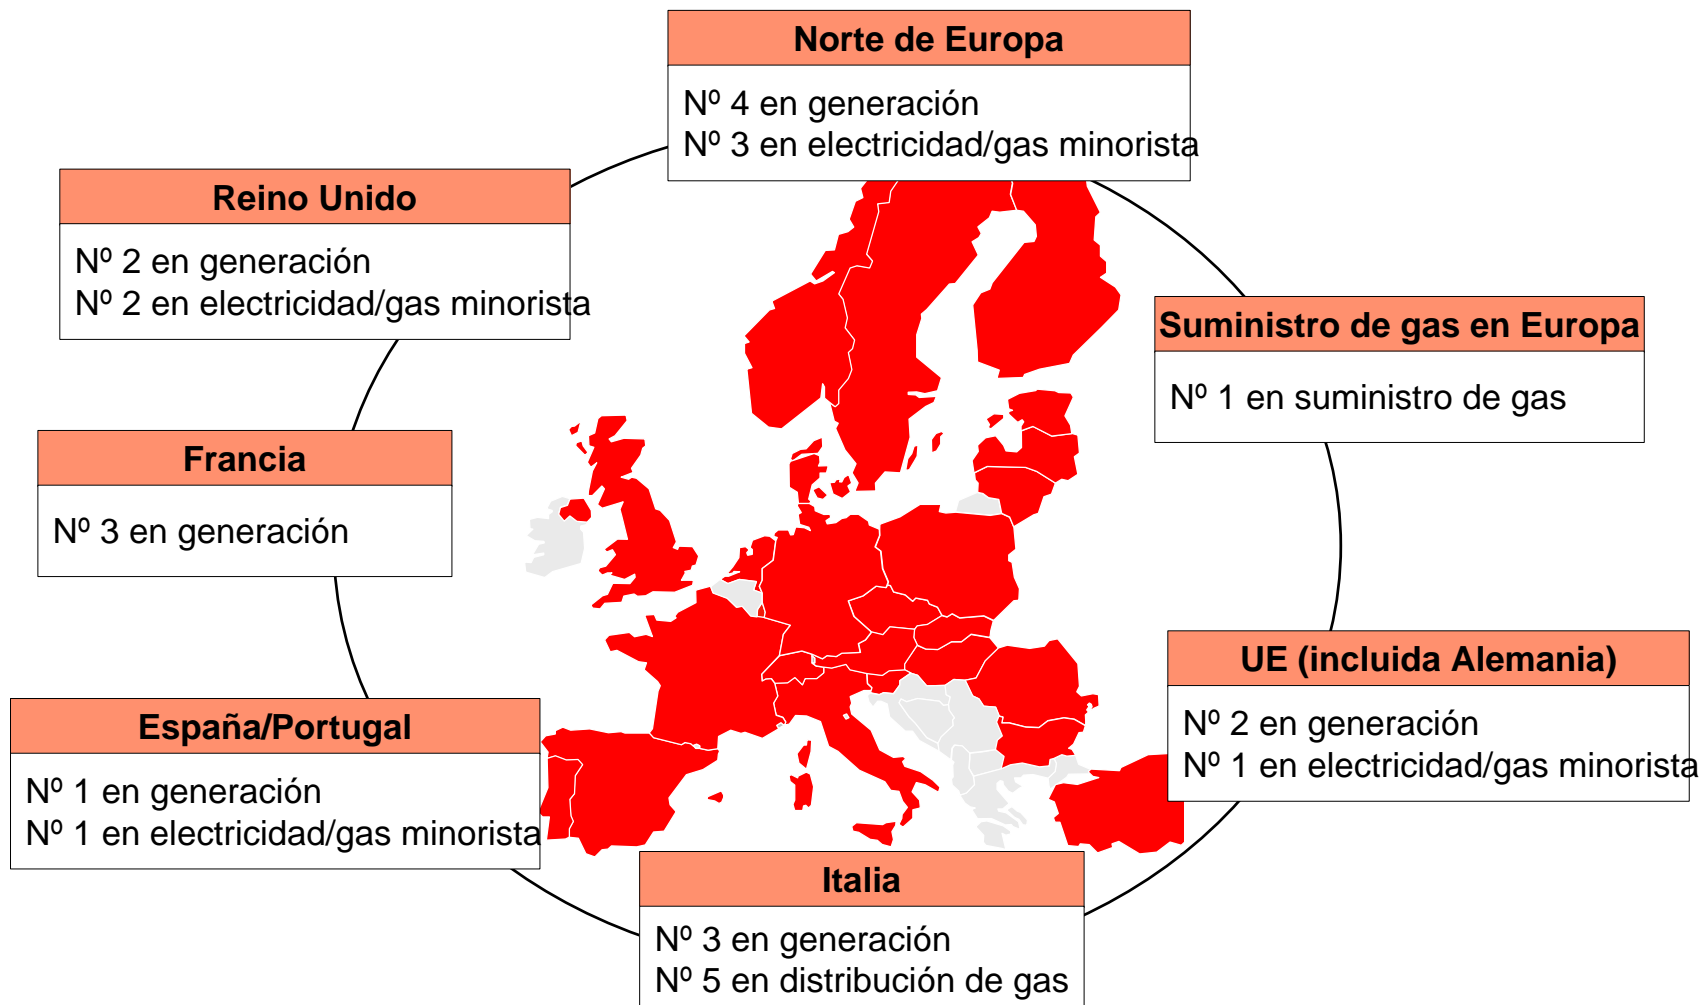 Norte de Europa
Nº 4 en generación
Nº 3 en electricidad/gas minorista
Reino Unido
Nº 2 en generación
Nº 2 en electricidad/gas minorista
Suministro de gas en Europa
Nº 1 en suministro de gas
Francia
Nº 3 en generación
UE (incluida Alemania)
Nº 2 en generación
Nº 1 en electricidad/gas minorista
España/Portugal
Nº 1 en generación
Nº 1 en electricidad/gas minorista
Italia
Nº 3 en generación
Nº 5 en distribución de gas